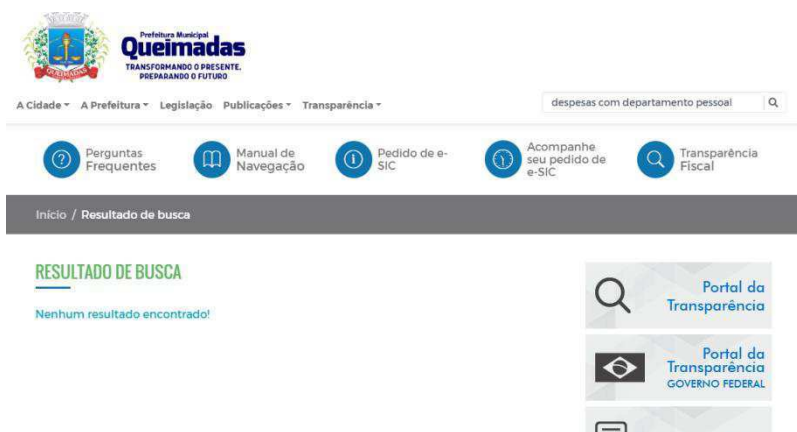 Prefeitura Municipal
Queimadas
TRANSFORMANDO O PRESENTE,
PREPARANDO O FUTURO
QUEIMADAS
A Cidade A Prefeitura Legislação Publicações Transparência
despesas com departamento pessoal
Perguntas
Frequentes
Manual de
Navegação
Pedido de e-
SIC
Acompanhe
seu pedido de
e-SIC
Transparência
Fiscal
Início / Resultado de busca
RESULTADO DE BUSCA
Nenhum resultado encontrado!
Portal da
Transparência
Portal da
Transparência
GOVERNO FEDERAL